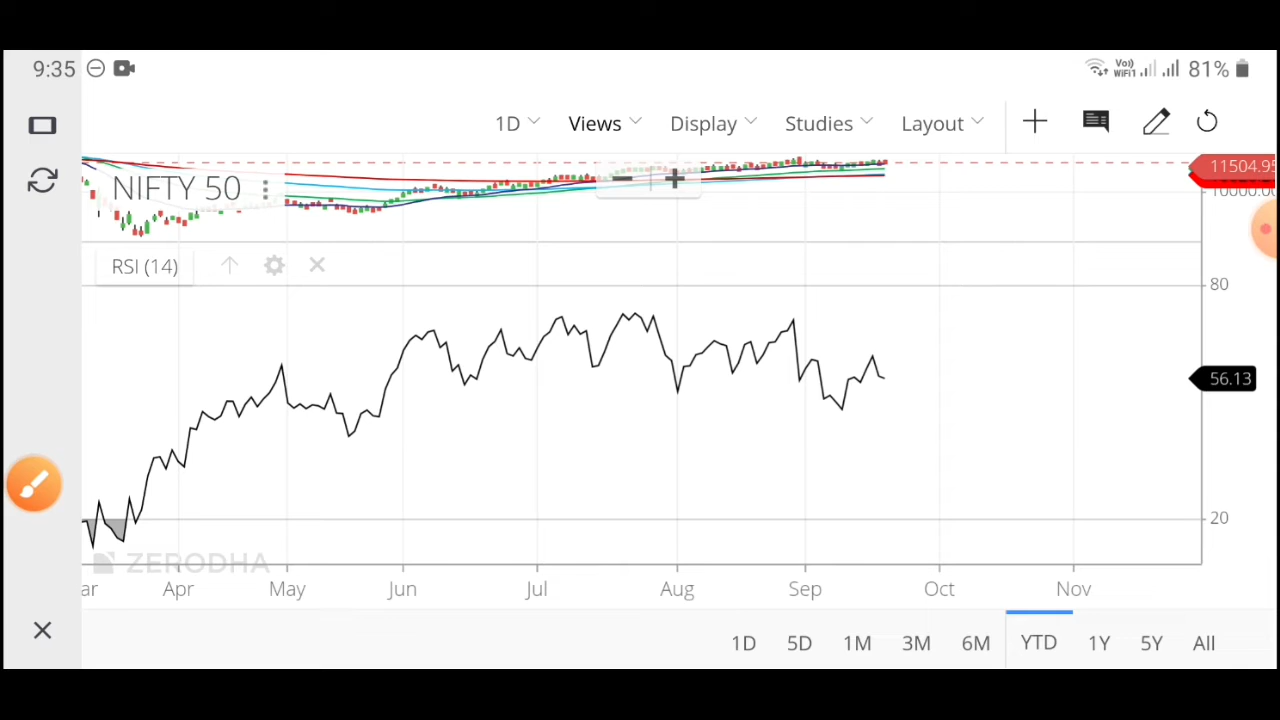 9:35
Vo)
WiFi1
81%
1D
Views
Display
Studies
Layout
NIFTY 50
11504.95
10000.00
RSI (14)
80
56.13
20
ZERODHA
ar
Apr
May
Jun
Jul
Aug
Sep
Oct
Nov
1D
5D
1M
3M
6M
YTD
1Y
5Y
All